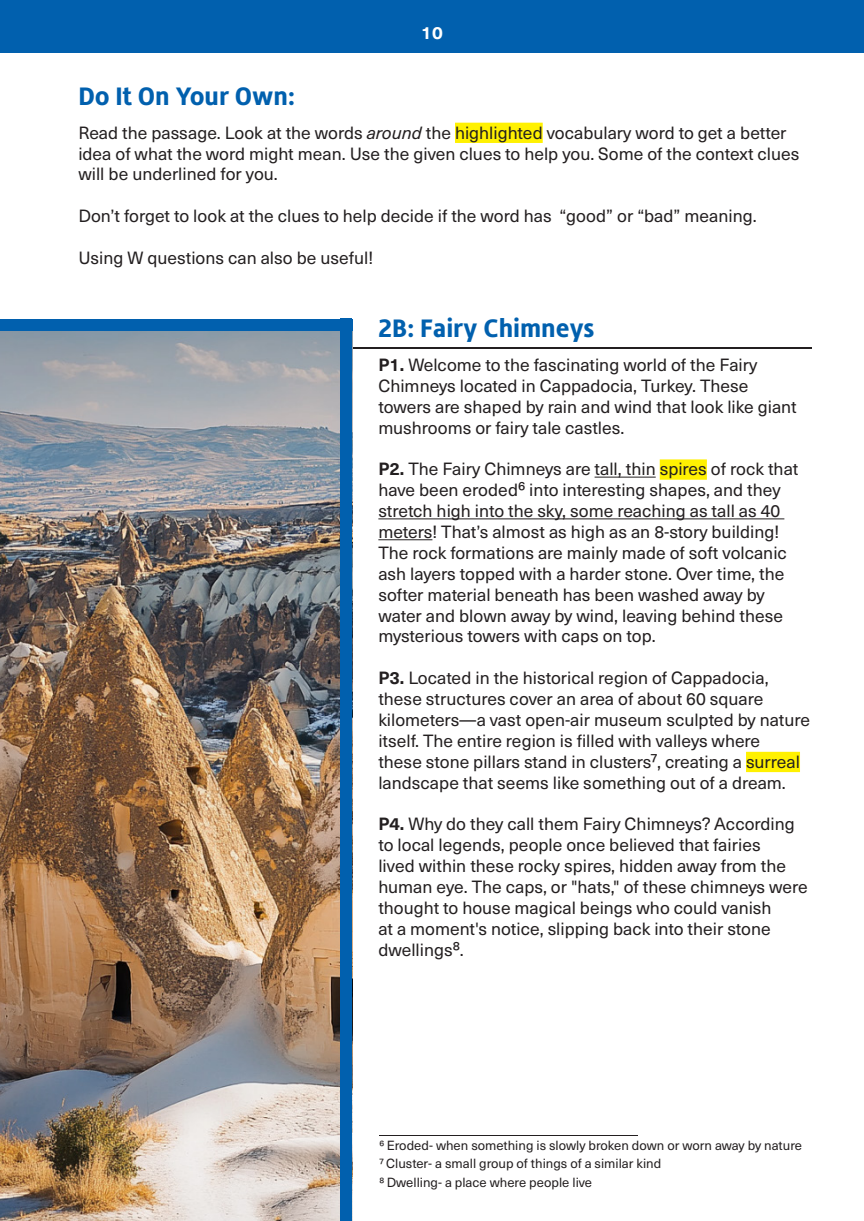 10
Do It On Your Own:
Read the passage. Look at the words around the highlighted vocabulary word to get a better
idea of what the word might mean. Use the given clues to help you. Some of the context clues
will be underlined for you.
Don’t forget to look at the clues to help decide if the word has  “good” or “bad” meaning.
Using W questions can also be useful!
2B: Fairy Chimneys
P1. Welcome to the fascinating world of the Fairy
Chimneys located in Cappadocia, Turkey. These
towers are shaped by rain and wind that look like giant
mushrooms or fairy tale castles.
P2. The Fairy Chimneys are tall, thin spires of rock that
have been eroded⁶ into interesting shapes, and they
stretch high into the sky, some reaching as tall as 40
meters! That’s almost as high as an 8-story building!
The rock formations are mainly made of soft volcanic
ash layers topped with a harder stone. Over time, the
softer material beneath has been washed away by
water and blown away by wind, leaving behind these
mysterious towers with caps on top.
P3. Located in the historical region of Cappadocia,
these structures cover an area of about 60 square
kilometers—a vast open-air museum sculpted by nature
itself. The entire region is filled with valleys where
these stone pillars stand in clusters⁷, creating a surreal
landscape that seems like something out of a dream.
P4. Why do they call them Fairy Chimneys? According
to local legends, people once believed that fairies
lived within these rocky spires, hidden away from the
human eye. The caps, or "hats," of these chimneys were
thought to house magical beings who could vanish
at a moment's notice, slipping back into their stone
dwellings⁸.
⁶ Eroded- when something is slowly broken down or worn away by nature
⁷ Cluster- a small group of things of a similar kind
⁸ Dwelling- a place where people live